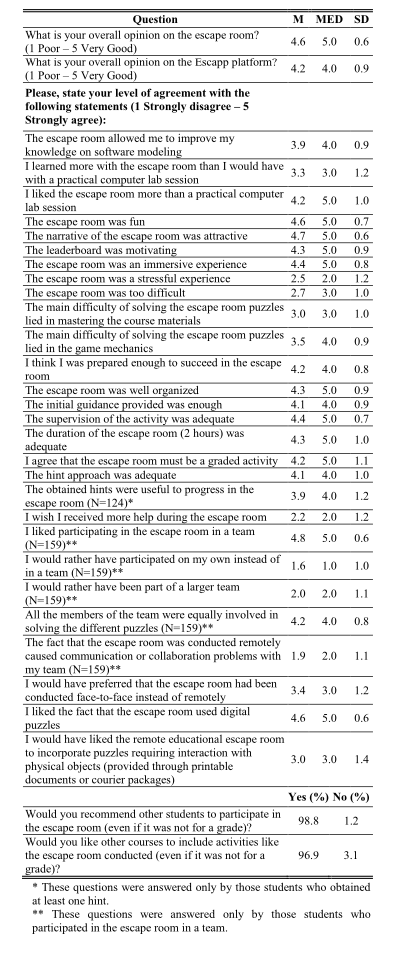 Question M MED SD
What is your overall opinion on the escape room?
(1 Poor – 5 Very Good) 4.6 5.0 0.6
What is your overall opinion on the Escapp platform?
(1 Poor – 5 Very Good) 4.2 4.0 0.9
Please, state your level of agreement with the
following statements (1 Strongly disagree – 5
Strongly agree):
The escape room allowed me to improve my
knowledge on software modeling 3.9 4.0 0.9
I learned more with the escape room than I would have
with a practical computer lab session 3.3 3.0 1.2
I liked the escape room more than a practical computer
lab session 4.2 5.0 1.0
The escape room was fun 4.6 5.0 0.7
The narrative of the escape room was attractive 4.7 5.0 0.6
The leaderboard was motivating 4.3 5.0 0.9
The escape room was an immersive experience 4.4 5.0 0.8
The escape room was a stressful experience 2.5 2.0 1.2
The escape room was too difficult 2.7 3.0 1.0
The main difficulty of solving the escape room puzzles
lied in mastering the course materials 3.0 3.0 1.0
The main difficulty of solving the escape room puzzles
lied in the game mechanics 3.5 4.0 0.9
I think I was prepared enough to succeed in the escape
room 4.2 4.0 0.8
The escape room was well organized 4.3 5.0 0.9
The initial guidance provided was enough 4.1 4.0 0.9
The supervision of the activity was adequate 4.4 5.0 0.7
The duration of the escape room (2 hours) was
adequate 4.3 5.0 1.0
I agree that the escape room must be a graded activity 4.2 5.0 1.1
The hint approach was adequate 4.1 4.0 1.0
The obtained hints were useful to progress in the
escape room (N=124)* 3.9 4.0 1.2
I wish I received more help during the escape room 2.2 2.0 1.2
I liked participating in the escape room in a team
(N=159)** 4.8 5.0 0.6
I would rather have participated on my own instead of
in a team (N=159)** 1.6 1.0 1.0
I would rather have been part of a larger team
(N=159)** 2.0 2.0 1.1
All the members of the team were equally involved in
solving the different puzzles (N=159)** 4.2 4.0 0.8
The fact that the escape room was conducted remotely
caused communication or collaboration problems with
my team (N=159)** 1.9 2.0 1.1
I would have preferred that the escape room had been
conducted face-to-face instead of remotely 3.4 3.0 1.2
I liked the fact that the escape room used digital
puzzles 4.6 5.0 0.6
I would have liked the remote educational escape room
to incorporate puzzles requiring interaction with
physical objects (provided through printable
documents or courier packages) 3.0 3.0 1.4
Yes (%) No (%)
Would you recommend other students to participate in
the escape room (even if it was not for a grade)? 98.8 1.2
Would you like other courses to include activities like
the escape room conducted (even if it was not for a
grade)? 96.9 3.1
* These questions were answered only by those students who obtained
at least one hint.
** These questions were answered only by those students who
participated in the escape room in a team.